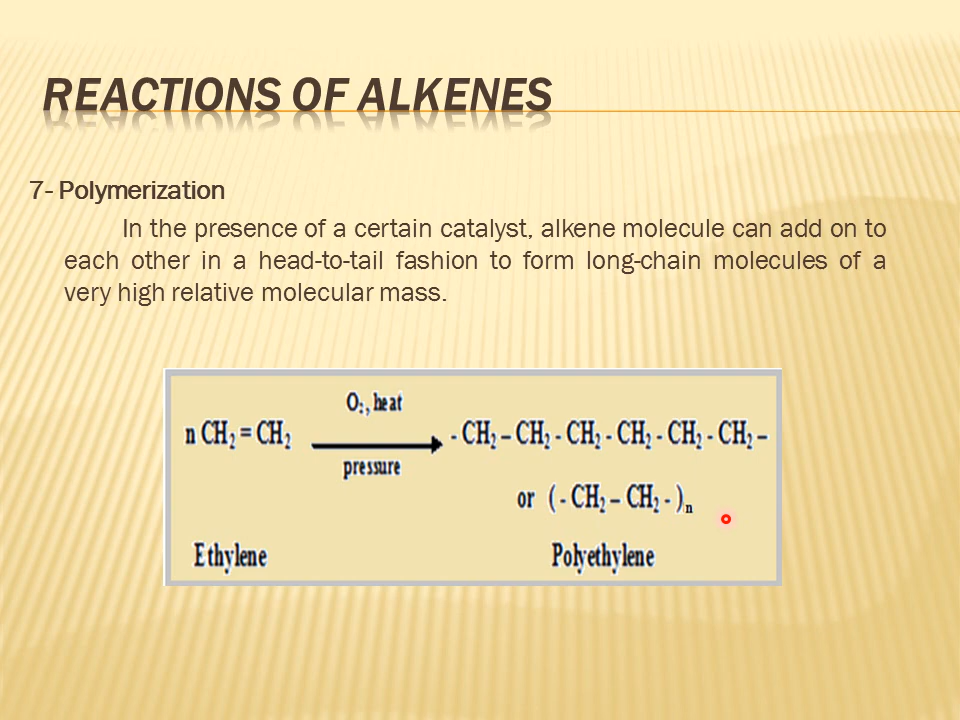 REACTIONS OF ALKENES
7- Polymerization
In the presence of a certain catalyst, alkene molecule can add on to
each other in a head-to-tail fashion to form long-chain molecules of a
very high relative molecular mass.
O₂, heat
n CH₂ = CH₂
- CH₂ – CH₂ - CH₂ - CH₂ - CH₂ - CH₂ –
pressure
or ( - CH₂ – CH₂ - )ₙ
Ethylene
Polyethylene